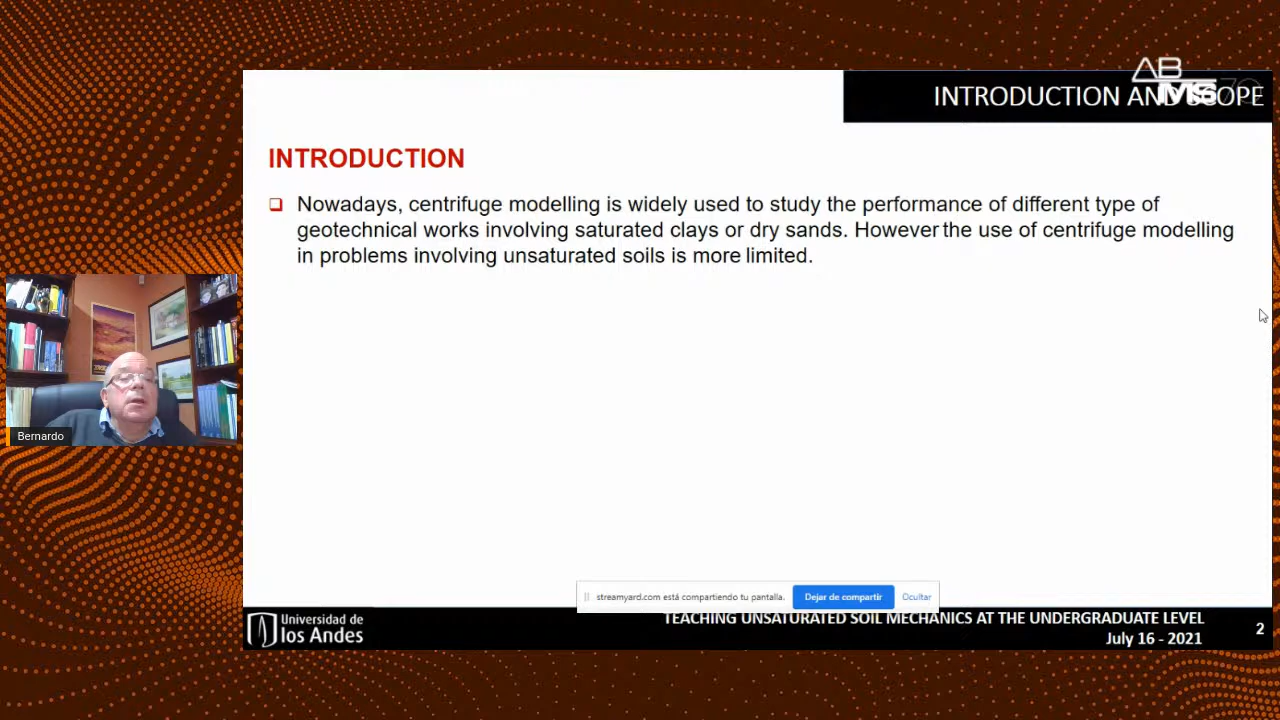 ABMS70
INTRODUCTION AND SCOPE
INTRODUCTION
Nowadays, centrifuge modelling is widely used to study the performance of different type of
geotechnical works involving saturated clays or dry sands. However the use of centrifuge modelling
in problems involving unsaturated soils is more limited.
Bernardo
streamyard.com está compartiendo tu pantalla.
Dejar de compartir
Ocultar
Universidad de
los Andes
TEACHING UNSATURATED SOIL MECHANICS AT THE UNDERGRADUATE LEVEL
July 16 - 2021
2